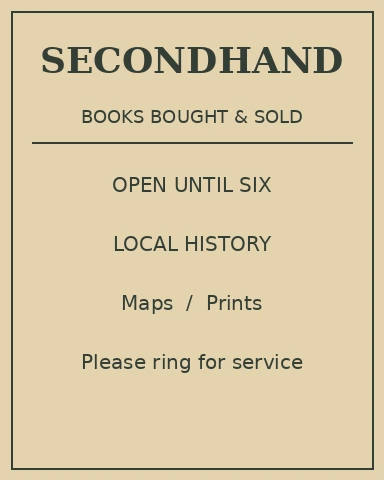 SECONDHAND
BOOKS BOUGHT & SOLD
OPEN UNTIL SIX
LOCAL HISTORY
Maps / Prints
Please ring for service